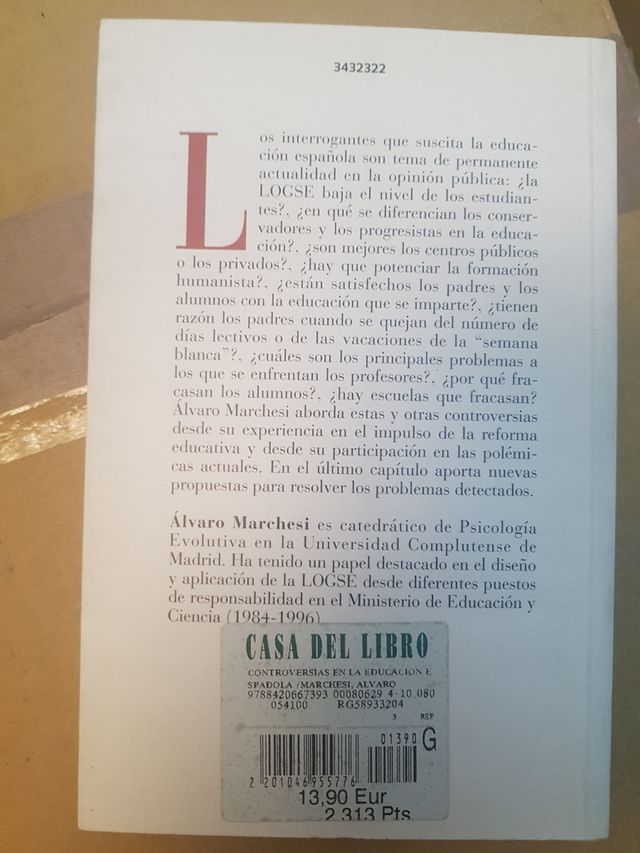 3432322
Los interrogantes que suscita la educa-
ción española son tema de permanente
actualidad en la opinión pública: ¿la
LOGSE baja el nivel de los estudian-
tes?, ¿en qué se diferencian los conser-
vadores y los progresistas en la educa-
ción?, ¿son mejores los centros públicos
o los privados?, ¿hay que potenciar la formación
humanista?, ¿están satisfechos los padres y los
alumnos con la educación que se imparte?, ¿tienen
razón los padres cuando se quejan del número de
días lectivos o de las vacaciones de la “semana
blanca”?, ¿cuáles son los principales problemas a
los que se enfrentan los profesores?, ¿por qué fra-
casan los alumnos?, ¿hay escuelas que fracasan?
Álvaro Marchesi aborda estas y otras controversias
desde su experiencia en el impulso de la reforma
educativa y desde su participación en las polémi-
cas actuales. En el último capítulo aporta nuevas
propuestas para resolver los problemas detectados.
Álvaro Marchesi es catedrático de Psicología
Evolutiva en la Universidad Complutense de
Madrid. Ha tenido un papel destacado en el diseño
y aplicación de la LOGSE desde diferentes puestos
de responsabilidad en el Ministerio de Educación y
Ciencia (1984-1996)
CASA DEL LIBRO
CONTROVERSIAS EN LA EDUCACION E
SPADOLA /MARCHESI, ALVARO
9788420667393 00080629 4-10 080
054100 RG58933204
3 REF
01390 G
2 201046 955776
13,90 Eur
2.313 Pts